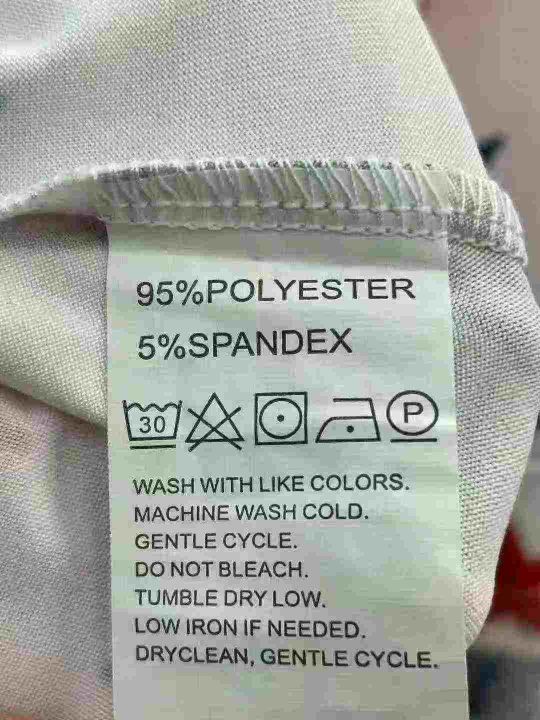 95%POLYESTER
5%SPANDEX
30 P
WASH WITH LIKE COLORS.
MACHINE WASH COLD.
GENTLE CYCLE.
DO NOT BLEACH.
TUMBLE DRY LOW.
LOW IRON IF NEEDED.
DRYCLEAN, GENTLE CYCLE.